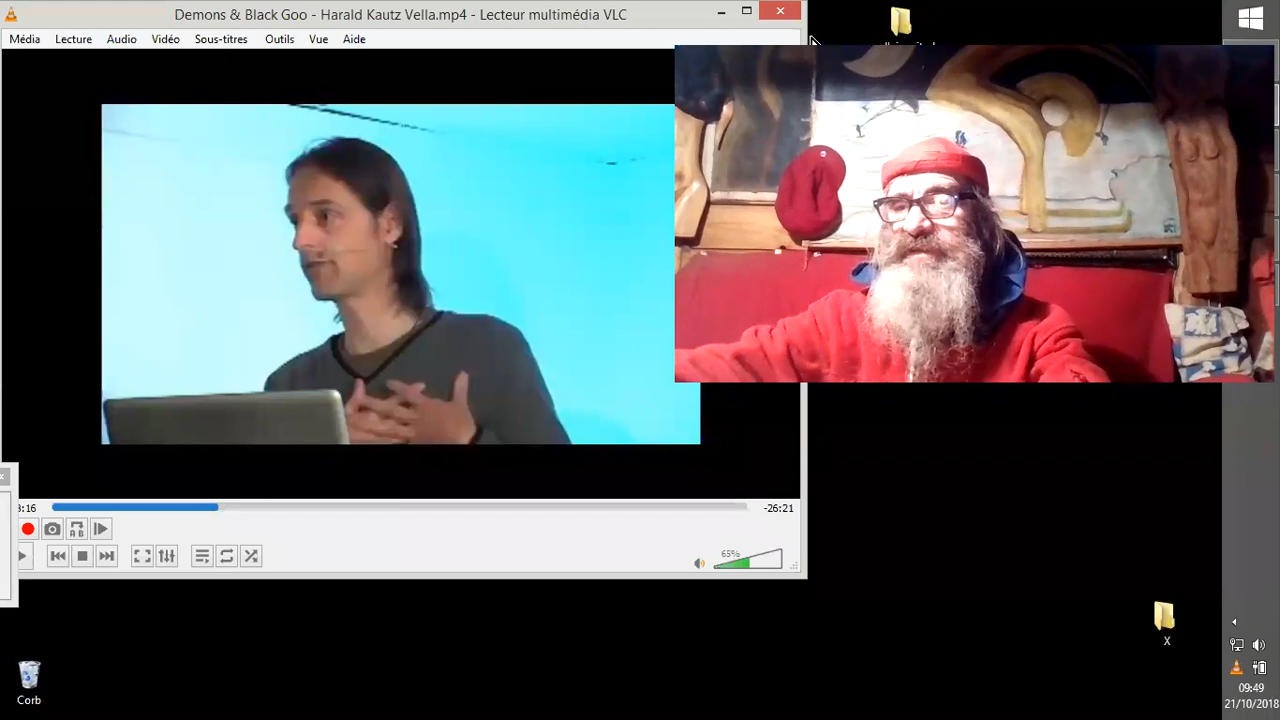 Demons & Black Goo - Harald Kautz Vella.mp4 - Lecteur multimédia VLC
Média Lecture Audio Vidéo Sous-titres Outils Vue Aide
3:16
-26:21
65%
X
Corb
09:49
21/10/2018